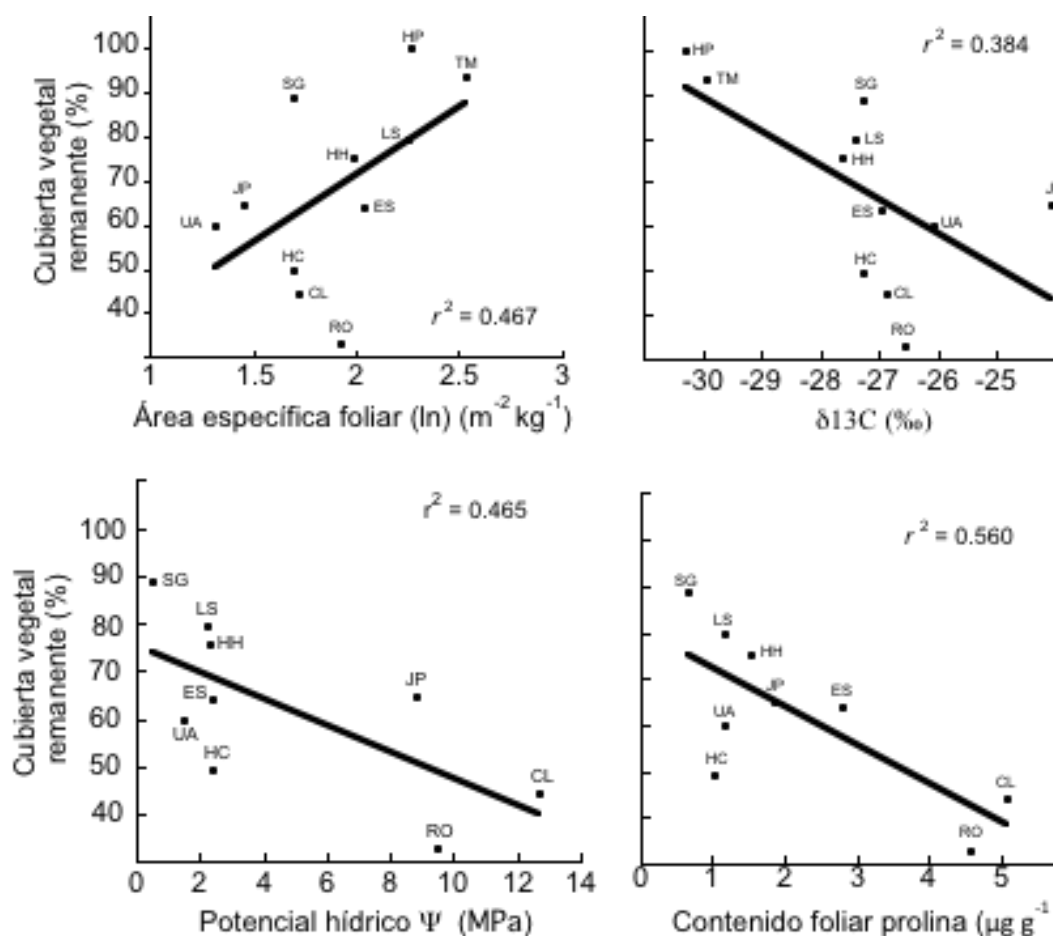 100
90
80
70
60
50
40
Cubierta vegetal
remanente (%)
HP
TM
SG
LS
HH
JP
ES
UA
HC
CL
RO
r² = 0.467
1
2
2.5
3
Área específica foliar (ln) (m⁻² kg⁻¹)
r² = 0.384
HP
TM
SG
LS
HH
ES
UA
HC
CL
RO
-30 -29 -28 -27 -26 -25
δ13C (‰)
r² = 0.465
100
90
80
70
60
50
40
Cubierta vegetal
remanente (%)
SG
LS
HH
ES
JP
UA
HC
CL
RO
0 2 4 6 8 10 12 14
Potencial hídrico Ψ (MPa)
r² = 0.560
SG
LS
HH
JP
ES
UA
HC
CL
RO
0 1 2 3 4 5
Contenido foliar prolina (µg g⁻¹